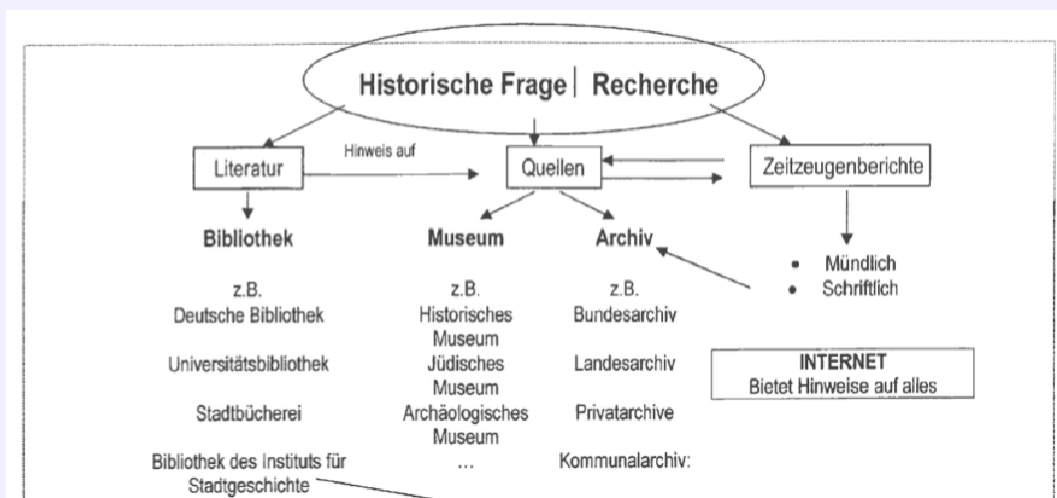 Historische Frage | Recherche
Literatur
Hinweis auf
Quellen
Zeitzeugenberichte
Bibliothek
Museum
Archiv
• Mündlich
• Schriftlich
z.B.
Deutsche Bibliothek
Universitätsbibliothek
Stadtbücherei
Bibliothek des Instituts für
Stadtgeschichte
z.B.
Historisches
Museum
Jüdisches
Museum
Archäologisches
Museum
...
z.B.
Bundesarchiv
Landesarchiv
Privatarchive
Kommunalarchiv:
INTERNET
Bietet Hinweise auf alles